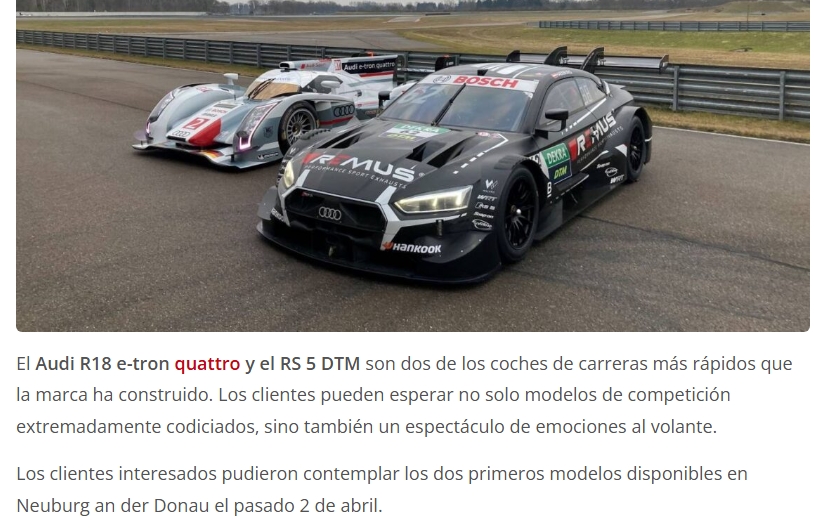 Audi e-tron quattro
BOSCH
2
REMUS
PERFORMANCE SPORT EXHAUSTS
DEKRA
DTM
REMUS
HANKOOK
El Audi R18 e-tron quattro y el RS 5 DTM son dos de los coches de carreras más rápidos que
la marca ha construido. Los clientes pueden esperar no solo modelos de competición
extremadamente codiciados, sino también un espectáculo de emociones al volante.
Los clientes interesados pudieron contemplar los dos primeros modelos disponibles en
Neuburg an der Donau el pasado 2 de abril.